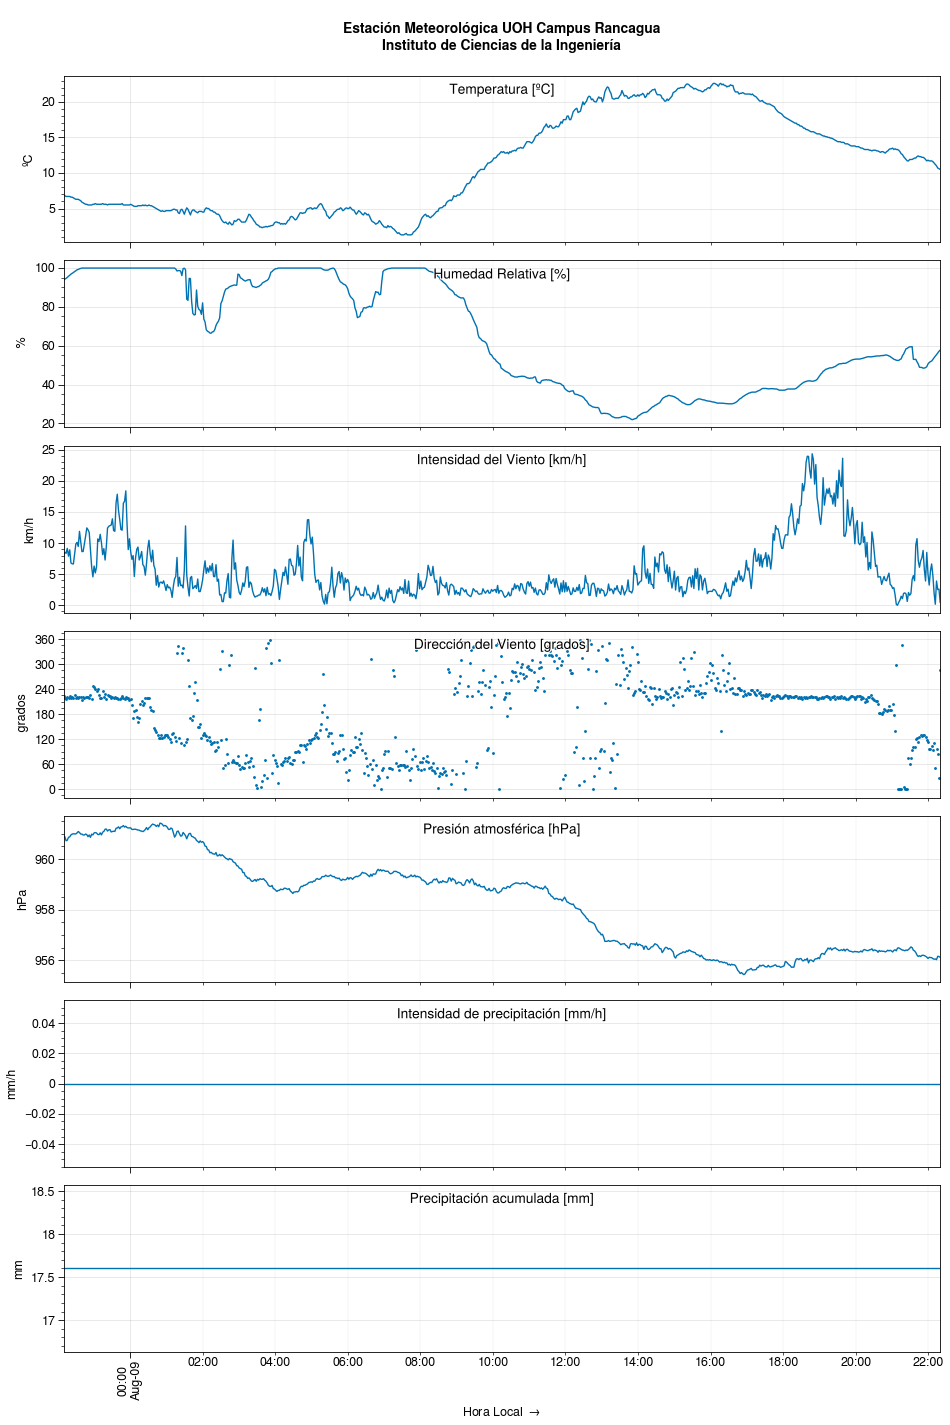 Estación Meteorológica UOH Campus Rancagua
Instituto de Ciencias de la Ingeniería
Temperatura [ºC]
ºC
20
15
10
5
Humedad Relativa [%]
%
100
80
60
40
20
Intensidad del Viento [km/h]
km/h
25
20
15
10
5
0
Dirección del Viento [grados]
grados
360
300
240
180
120
60
0
Presión atmosférica [hPa]
hPa
960
958
956
Intensidad de precipitación [mm/h]
mm/h
0.04
0.02
0
−0.02
−0.04
Precipitación acumulada [mm]
mm
18.5
18
17.5
17
00:00
Aug-09
02:00
04:00
06:00
08:00
10:00
12:00
14:00
16:00
18:00
20:00
22:00
Hora Local →